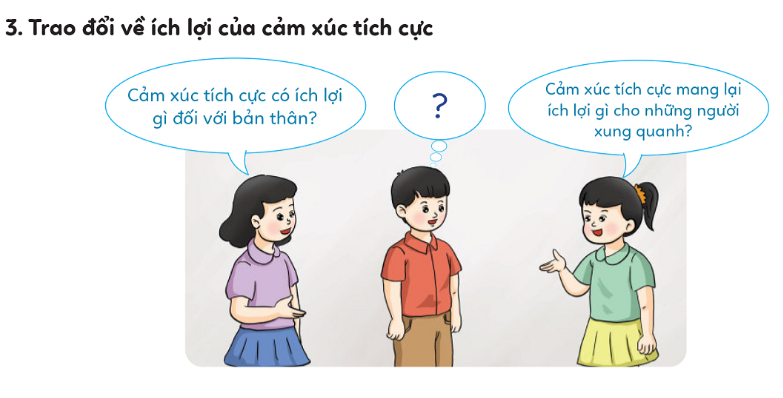 3. Trao đổi về ích lợi của cảm xúc tích cực
Cảm xúc tích cực có ích lợi
gì đối với bản thân?
?
Cảm xúc tích cực mang lại
ích lợi gì cho những người
xung quanh?